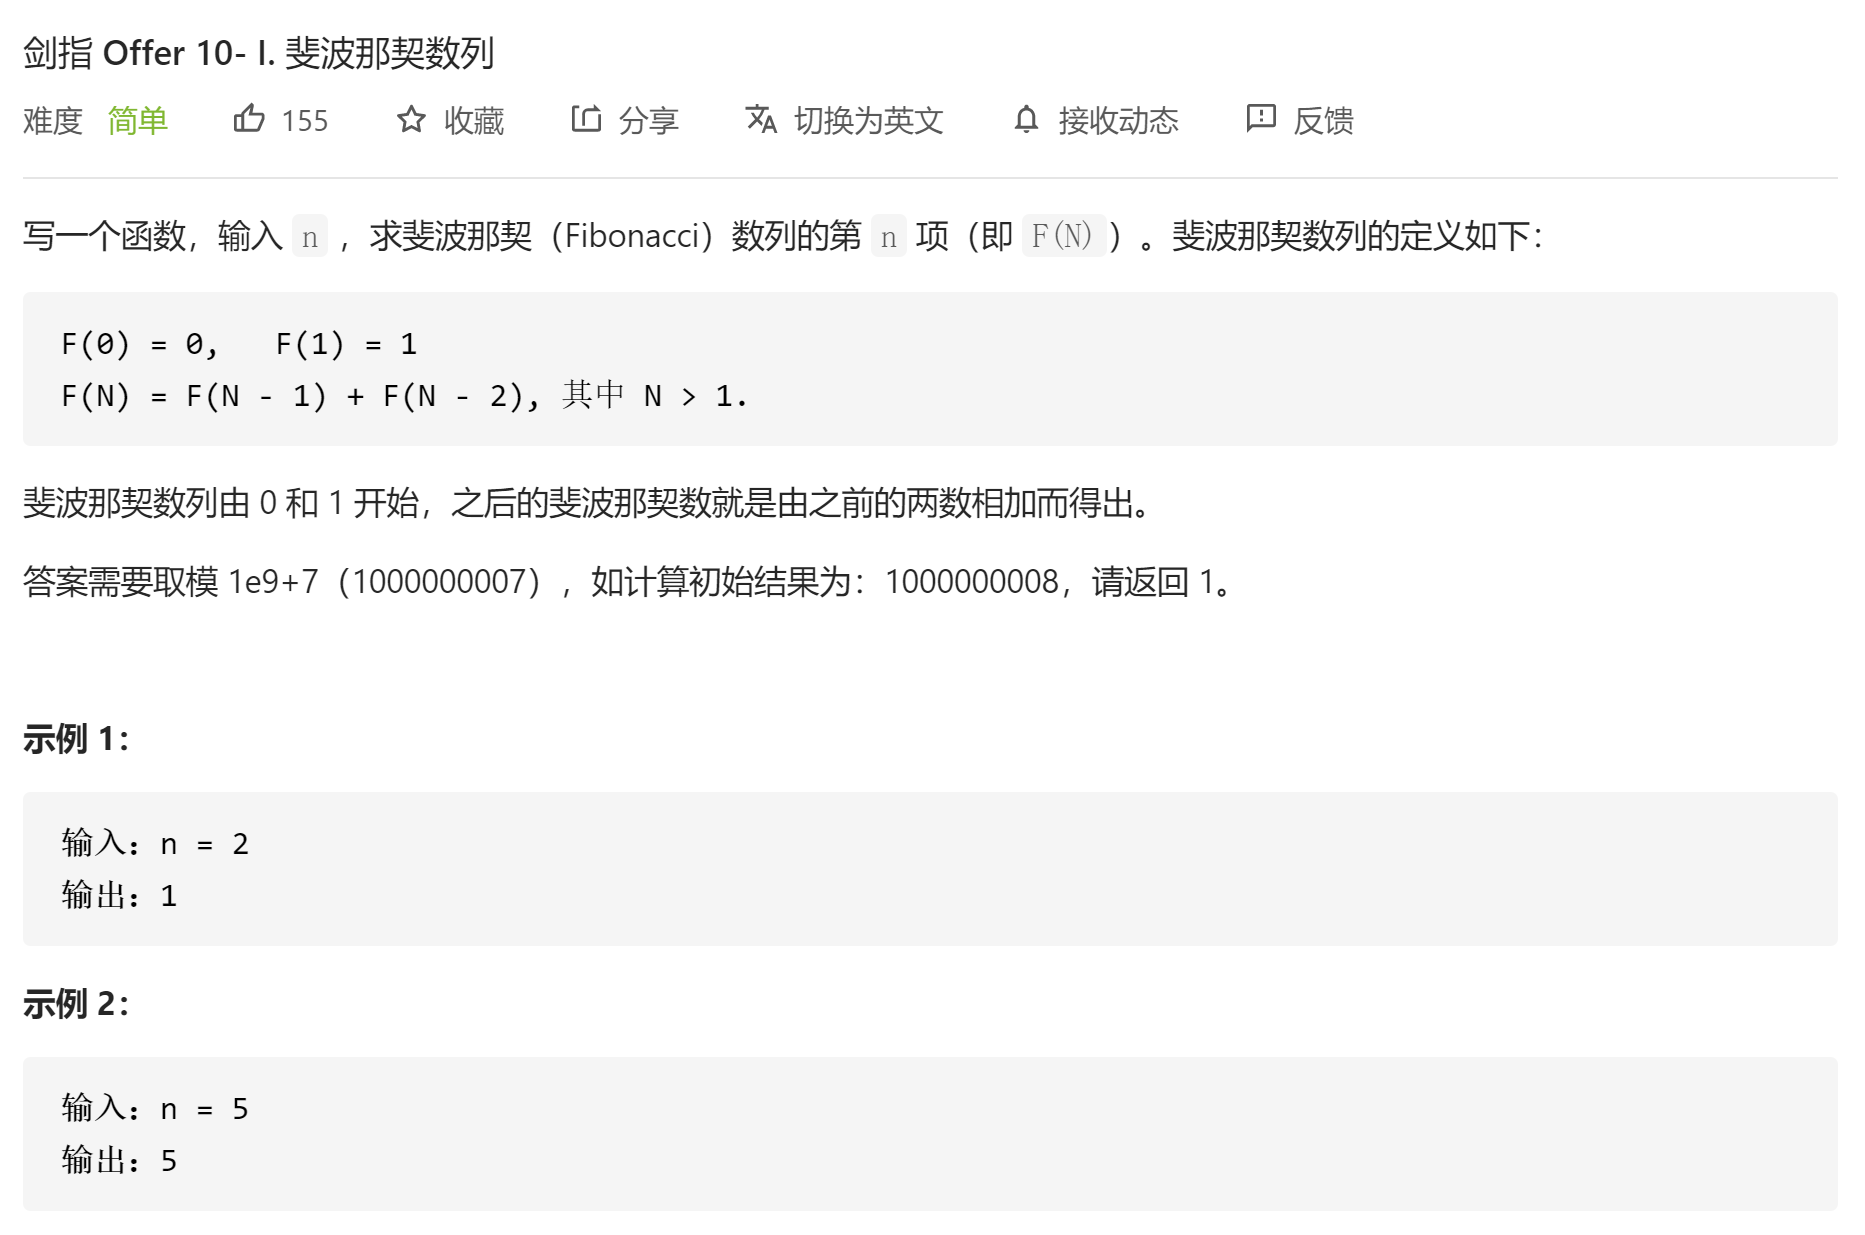 剑指 Offer 10- I. 斐波那契数列
难度 简单 155 收藏 分享 切换为英文 接收动态 反馈
写一个函数，输入 n ，求斐波那契（Fibonacci）数列的第 n 项（即 F(N)）。斐波那契数列的定义如下：
F(0) = 0,   F(1) = 1
F(N) = F(N - 1) + F(N - 2), 其中 N > 1.
斐波那契数列由 0 和 1 开始，之后的斐波那契数就是由之前的两数相加而得出。
答案需要取模 1e9+7（1000000007），如计算初始结果为：1000000008，请返回 1。
示例 1：
输入：n = 2
输出：1
示例 2：
输入：n = 5
输出：5